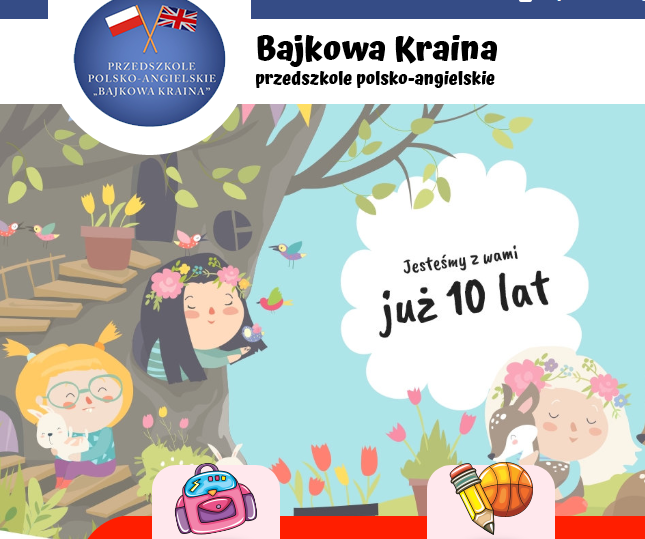 PRZEDSZKOLE
POLSKO-ANGIELSKIE
„BAJKOWA KRAINA”
Bajkowa Kraina
przedszkole polsko-angielskie
Jesteśmy z wami
już 10 lat